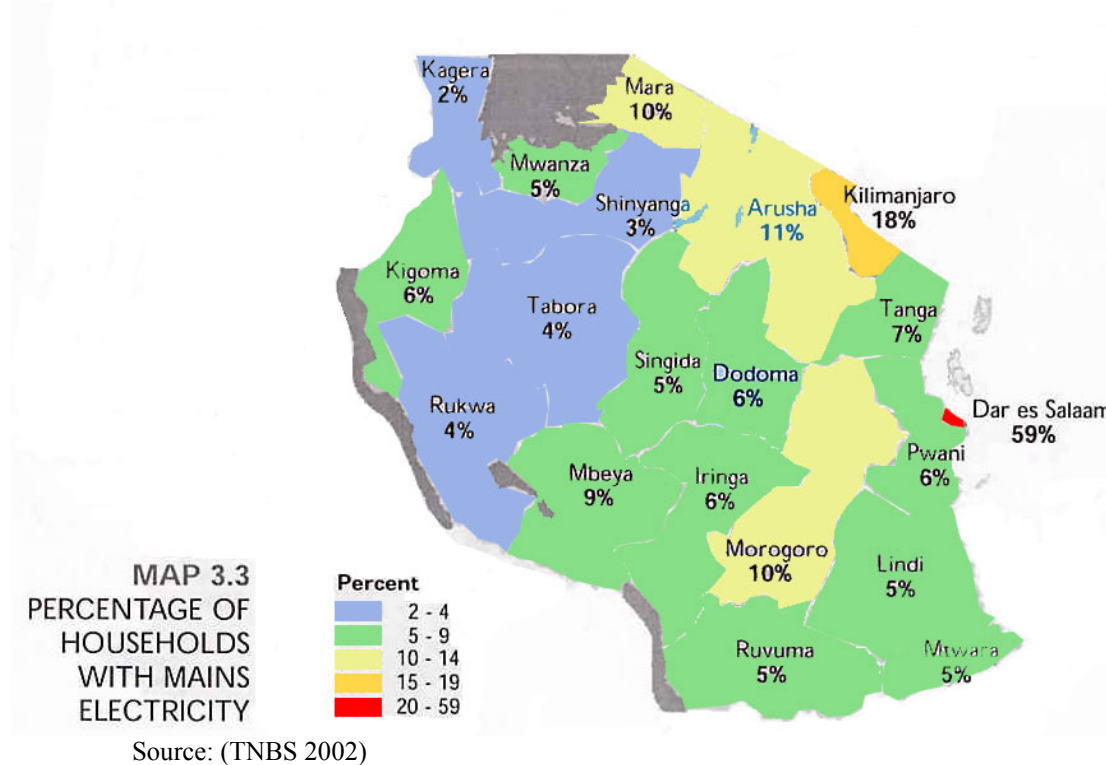 Kagera
2%
Mara
10%
Mwanza
5%
Shinyanga
3%
Arusha
11%
Kilimanjaro
18%
Kigoma
6%
Tabora
4%
Tanga
7%
Singida
5%
Dodoma
6%
Rukwa
4%
Dar es Salaam
59%
Pwani
6%
Mbeya
9%
Iringa
6%
Morogoro
10%
Lindi
5%
Ruvuma
5%
Mtwara
5%
MAP 3.3
PERCENTAGE OF
HOUSEHOLDS
WITH MAINS
ELECTRICITY
Percent
2 - 4
5 - 9
10 - 14
15 - 19
20 - 59
Source: (TNBS 2002)